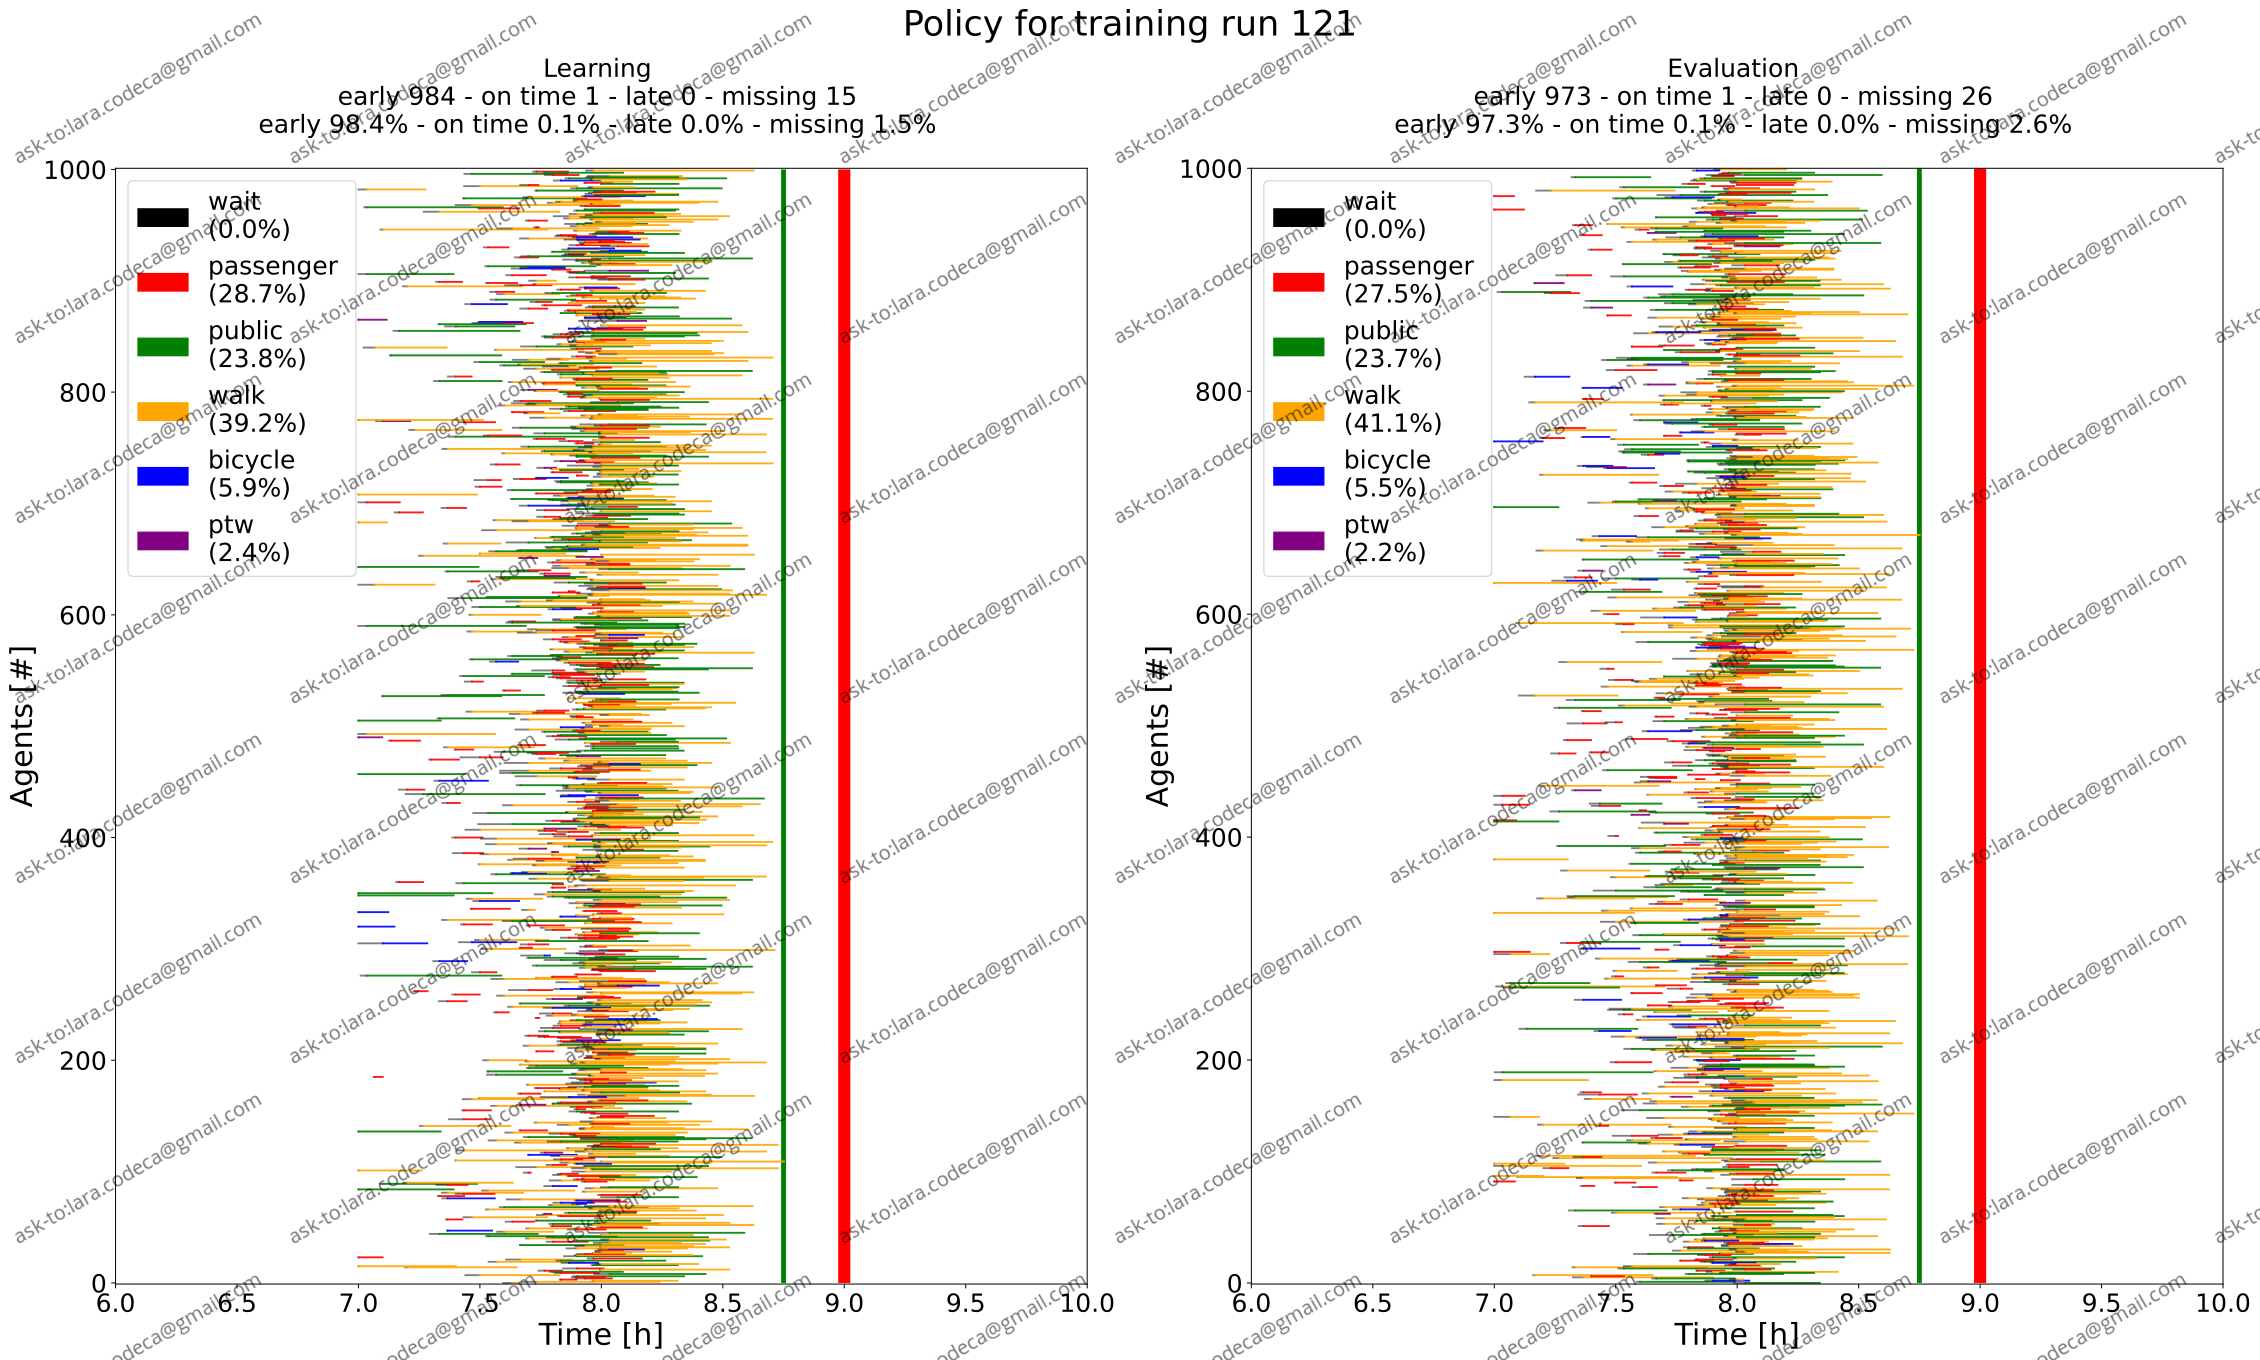 Policy for training run 121
Learning
early 984 - on time 1 - late 0 - missing 15
early 98.4% - on time 0.1% - late 0.0% - missing 1.5%
1000
800
600
400
200
0
Agents [#]
wait
(0.0%)
passenger
(28.7%)
public
(23.8%)
walk
(39.2%)
bicycle
(5.9%)
ptw
(2.4%)
6.0 6.5 7.0 7.5 8.0 8.5 9.0 9.5 10.0
Time [h]
Evaluation
early 973 - on time 1 - late 0 - missing 26
early 97.3% - on time 0.1% - late 0.0% - missing 2.6%
1000
800
600
400
200
0
Agents [#]
wait
(0.0%)
passenger
(27.5%)
public
(23.7%)
walk
(41.1%)
bicycle
(5.5%)
ptw
(2.2%)
6.0 6.5 7.0 7.5 8.0 8.5 9.0 9.5 10.0
Time [h]
ask-to:lara.codeca@gmail.com